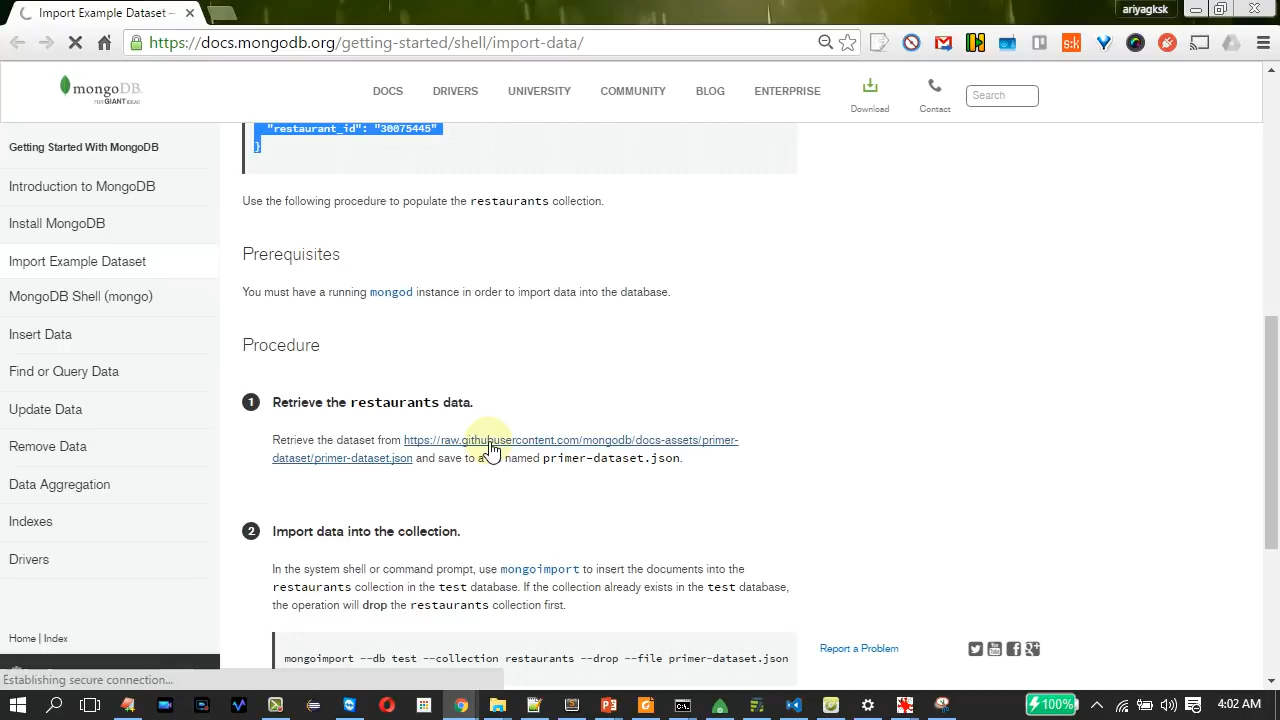 Import Example Dataset –
ariyagksk
https://docs.mongodb.org/getting-started/shell/import-data/
mongoDB
FOR GIANT IDEAS
DOCS
DRIVERS
UNIVERSITY
COMMUNITY
BLOG
ENTERPRISE
Download
Contact
Search
Getting Started With MongoDB
Introduction to MongoDB
Install MongoDB
Import Example Dataset
MongoDB Shell (mongo)
Insert Data
Find or Query Data
Update Data
Remove Data
Data Aggregation
Indexes
Drivers
Home | Index
"restaurant_id": "30075445"
}
Use the following procedure to populate the restaurants collection.
Prerequisites
You must have a running mongod instance in order to import data into the database.
Procedure
1 Retrieve the restaurants data.
Retrieve the dataset from https://raw.githubusercontent.com/mongodb/docs-assets/primer-
dataset/primer-dataset.json and save to a named primer-dataset.json.
2 Import data into the collection.
In the system shell or command prompt, use mongoimport to insert the documents into the
restaurants collection in the test database. If the collection already exists in the test database,
the operation will drop the restaurants collection first.
mongoimport --db test --collection restaurants --drop --file primer-dataset.json
Report a Problem
Establishing secure connection...
100%
4:02 AM